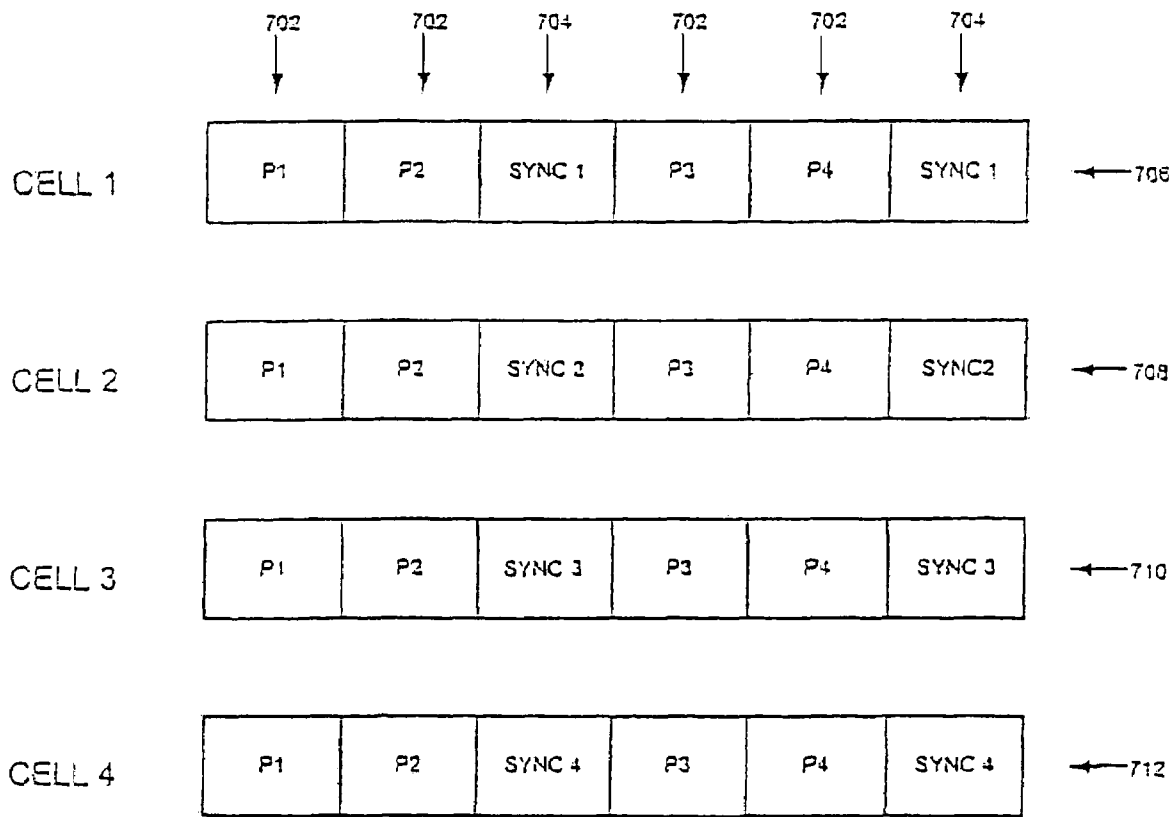 702 702 704 702 702 704
CELL 1 P1 P2 SYNC 1 P3 P4 SYNC 1 706
CELL 2 P1 P2 SYNC 2 P3 P4 SYNC2 708
CELL 3 P1 P2 SYNC 3 P3 P4 SYNC 3 710
CELL 4 P1 P2 SYNC 4 P3 P4 SYNC 4 712